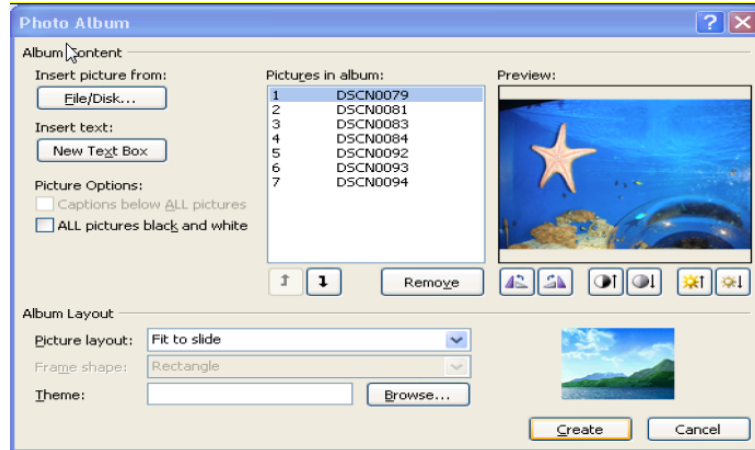 Photo Album
Album Content
Insert picture from:
File/Disk...
Insert text:
New Text Box
Picture Options:
Captions below ALL pictures
ALL pictures black and white
Pictures in album:
1 DSCN0079
2 DSCN0081
3 DSCN0083
4 DSCN0084
5 DSCN0092
6 DSCN0093
7 DSCN0094
Remove
Preview:
Album Layout
Picture layout: Fit to slide
Frame shape: Rectangle
Theme: Browse...
Create Cancel